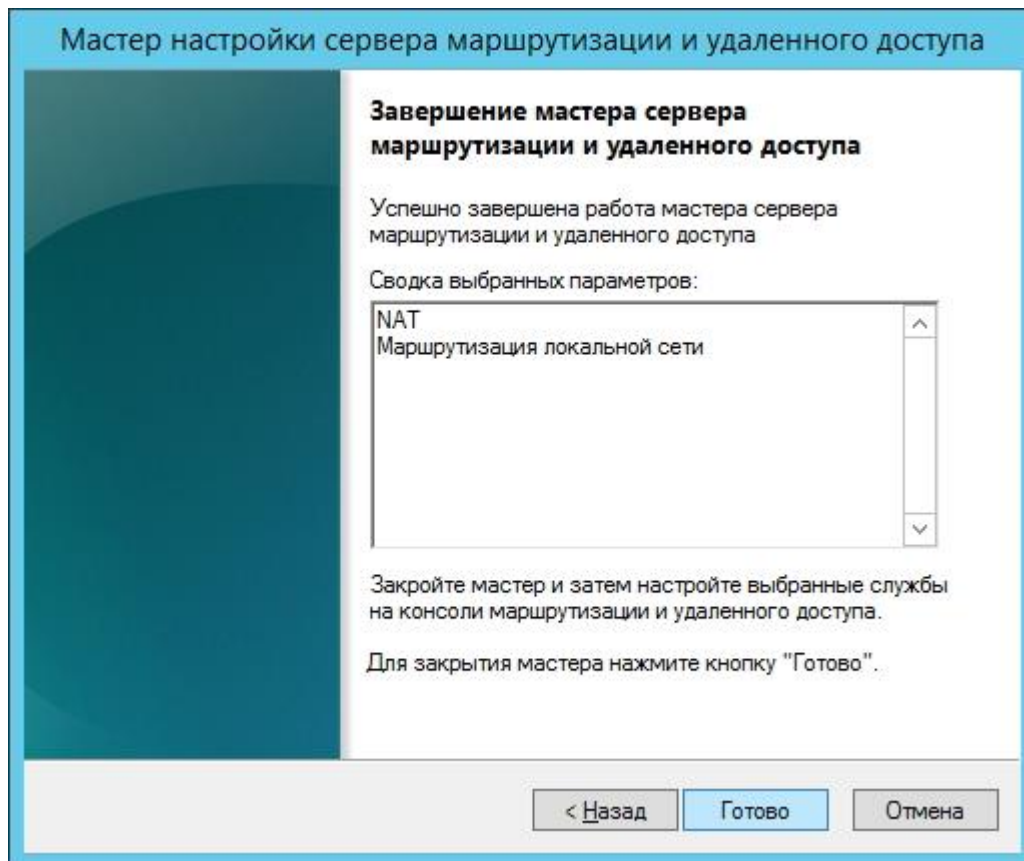 Мастер настройки сервера маршрутизации и удаленного доступа
Завершение мастера сервера
маршрутизации и удаленного доступа
Успешно завершена работа мастера сервера
маршрутизации и удаленного доступа
Сводка выбранных параметров:
NAT
Маршрутизация локальной сети
Закройте мастер и затем настройте выбранные службы
на консоли маршрутизации и удаленного доступа.
Для закрытия мастера нажмите кнопку "Готово".
< Назад
Готово
Отмена